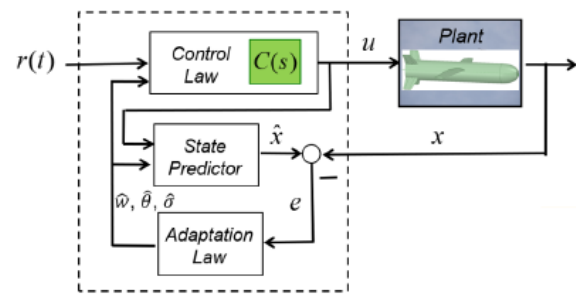 r(t)
Control
Law
C(s)
u
Plant
State
Predictor
x̂
x
−
ŵ, θ̂, σ̂
e
Adaptation
Law